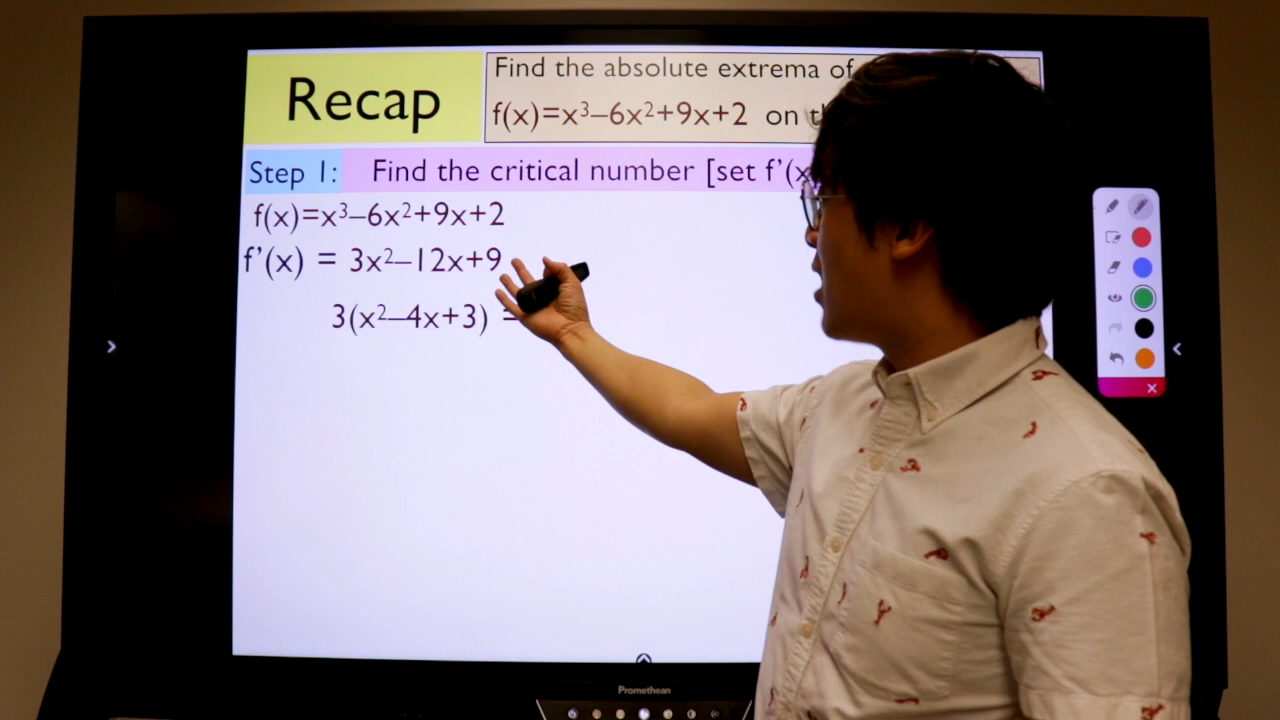 Recap
Find the absolute extrema of
f(x)=x³–6x²+9x+2 on
Step 1: Find the critical number [set f'(x
f(x)=x³–6x²+9x+2
f'(x) = 3x²–12x+9
3(x²–4x+3) =
Promethean